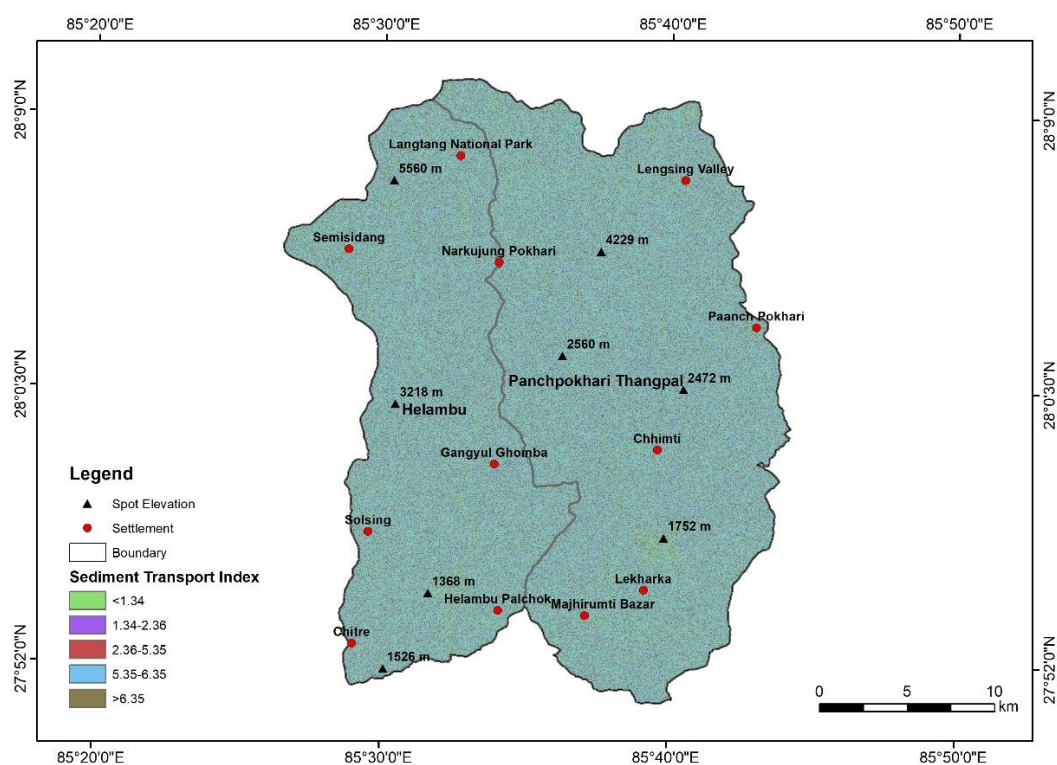 85°20'0"E
85°30'0"E
85°40'0"E
85°50'0"E
28°9'0"N
28°9'0"N
Langtang National Park
5560 m
Lengsing Valley
Semisidang
4229 m
Narkujung Pokhari
Paanch Pokhari
2560 m
Panchpokhari Thangpal
2472 m
28°0'30"N
28°0'30"N
3218 m
Helambu
Chhimti
Gangyul Ghomba
Legend
Spot Elevation
Settlement
Boundary
Sediment Transport Index
<1.34
1.34-2.36
2.36-5.35
5.35-6.35
>6.35
Solsing
1752 m
1368 m
Lekharka
Helambu Palchok
Majhirumti Bazar
Chitre
1526 m
27°52'0"N
27°52'0"N
0
5
10
km
85°20'0"E
85°30'0"E
85°40'0"E
85°50'0"E